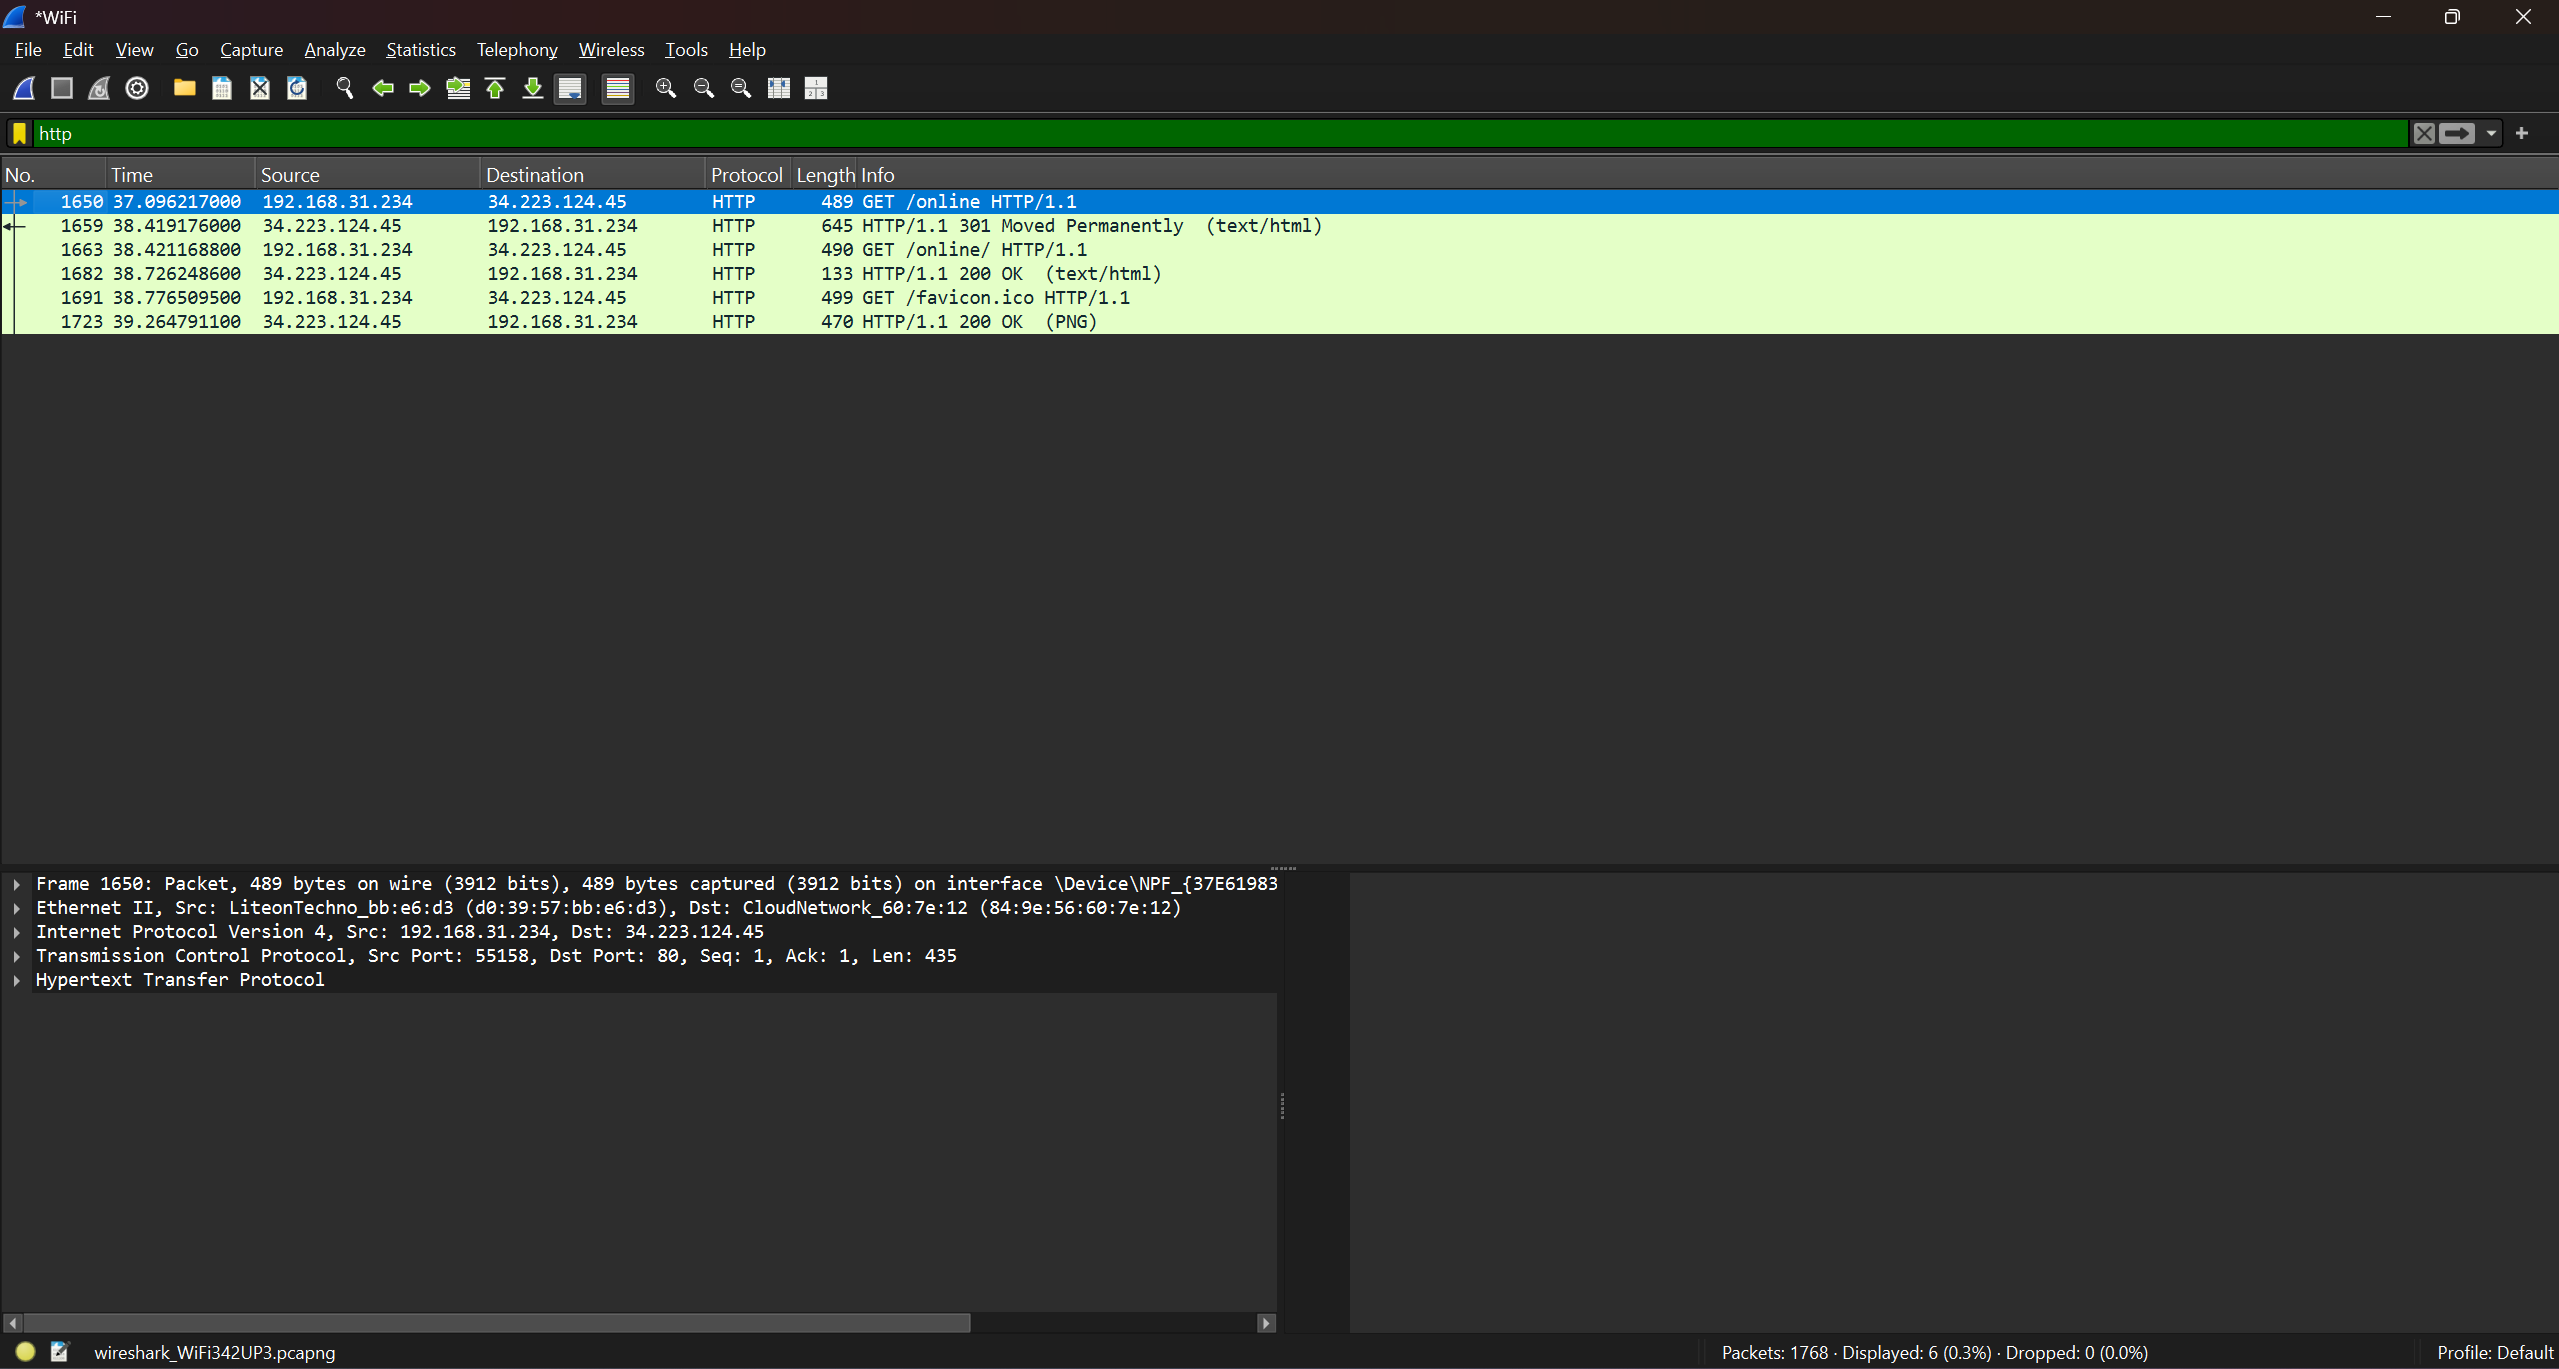 *WiFi
File Edit View Go Capture Analyze Statistics Telephony Wireless Tools Help
http
No. Time Source Destination Protocol Length Info
1650 37.096217000 192.168.31.234 34.223.124.45 HTTP 489 GET /online HTTP/1.1
1659 38.419176000 34.223.124.45 192.168.31.234 HTTP 645 HTTP/1.1 301 Moved Permanently (text/html)
1663 38.421168800 192.168.31.234 34.223.124.45 HTTP 490 GET /online/ HTTP/1.1
1682 38.726248600 34.223.124.45 192.168.31.234 HTTP 133 HTTP/1.1 200 OK (text/html)
1691 38.776509500 192.168.31.234 34.223.124.45 HTTP 499 GET /favicon.ico HTTP/1.1
1723 39.264791100 34.223.124.45 192.168.31.234 HTTP 470 HTTP/1.1 200 OK (PNG)
Frame 1650: Packet, 489 bytes on wire (3912 bits), 489 bytes captured (3912 bits) on interface \Device\NPF_{37E61983
Ethernet II, Src: LiteonTechno_bb:e6:d3 (d0:39:57:bb:e6:d3), Dst: CloudNetwork_60:7e:12 (84:9e:56:60:7e:12)
Internet Protocol Version 4, Src: 192.168.31.234, Dst: 34.223.124.45
Transmission Control Protocol, Src Port: 55158, Dst Port: 80, Seq: 1, Ack: 1, Len: 435
Hypertext Transfer Protocol
wireshark_WiFi342UP3.pcapng Packets: 1768 · Displayed: 6 (0.3%) · Dropped: 0 (0.0%) Profile: Default